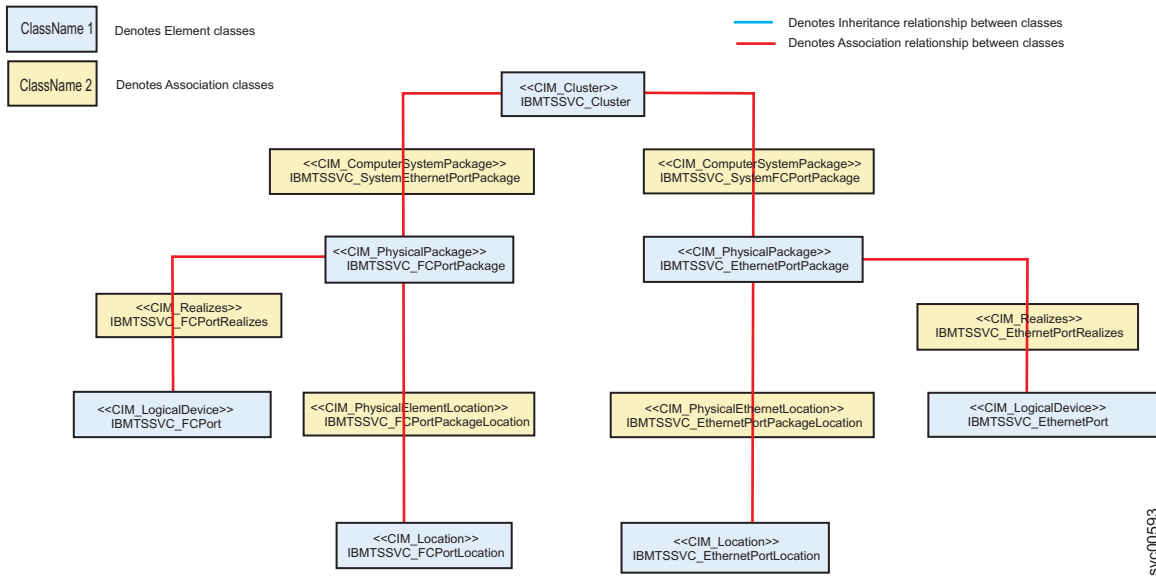 ClassName 1
Denotes Element classes
Denotes Inheritance relationship between classes
Denotes Association relationship between classes
ClassName 2
Denotes Association classes
<<CIM_Cluster>>
IBMTSSVC_Cluster
<<CIM_ComputerSystemPackage>>
IBMTSSVC_SystemEthernetPortPackage
<<CIM_ComputerSystemPackage>>
IBMTSSVC_SystemFCPortPackage
<<CIM_PhysicalPackage>>
IBMTSSVC_FCPortPackage
<<CIM_PhysicalPackage>>
IBMTSSVC_EthernetPortPackage
<<CIM_Realizes>>
IBMTSSVC_FCPortRealizes
<<CIM_Realizes>>
IBMTSSVC_EthernetPortRealizes
<<CIM_LogicalDevice>>
IBMTSSVC_FCPort
<<CIM_PhysicalElementLocation>>
IBMTSSVC_FCPortPackageLocation
<<CIM_PhysicalEthernetLocation>>
IBMTSSVC_EthernetPortPackageLocation
<<CIM_LogicalDevice>>
IBMTSSVC_EthernetPort
<<CIM_Location>>
IBMTSSVC_FCPortLocation
<<CIM_Location>>
IBMTSSVC_EthernetPortLocation
svc00593